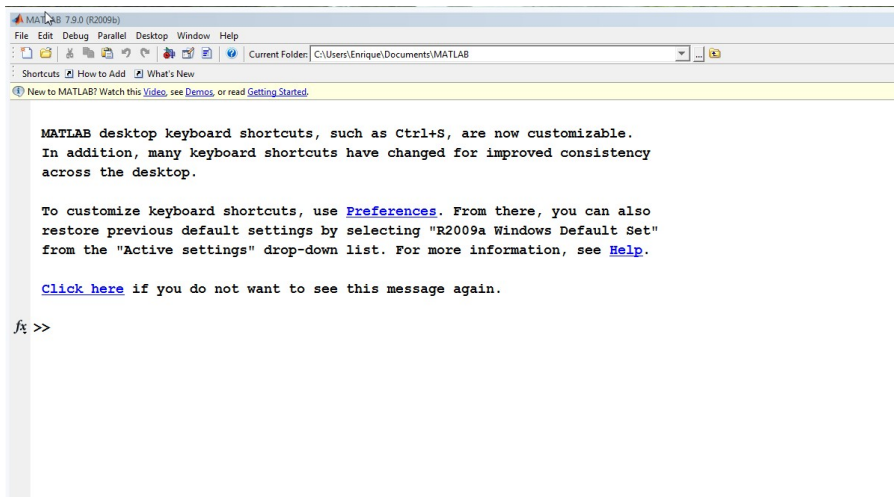 MATLAB 7.9.0 (R2009b)
File Edit Debug Parallel Desktop Window Help
Current Folder: C:\Users\Enrique\Documents\MATLAB
Shortcuts How to Add What's New
New to MATLAB? Watch this Video, see Demos, or read Getting Started.
MATLAB desktop keyboard shortcuts, such as Ctrl+S, are now customizable.
In addition, many keyboard shortcuts have changed for improved consistency
across the desktop.
To customize keyboard shortcuts, use Preferences. From there, you can also
restore previous default settings by selecting "R2009a Windows Default Set"
from the "Active settings" drop-down list. For more information, see Help.
Click here if you do not want to see this message again.
fx >>